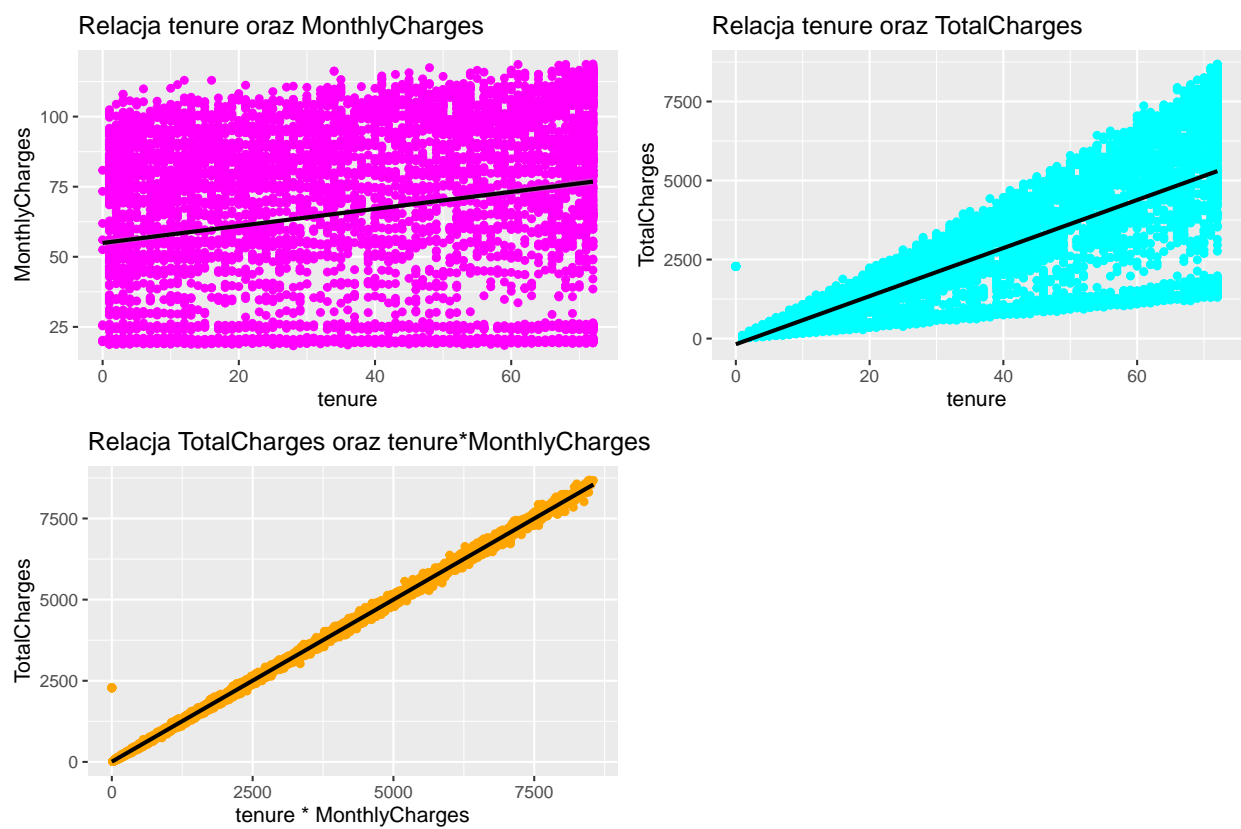 Relacja tenure oraz MonthlyCharges
MonthlyCharges
100
75
50
25
0 20 40 60
tenure
Relacja tenure oraz TotalCharges
TotalCharges
7500
5000
2500
0
0 20 40 60
tenure
Relacja TotalCharges oraz tenure*MonthlyCharges
TotalCharges
7500
5000
2500
0
0 2500 5000 7500
tenure * MonthlyCharges